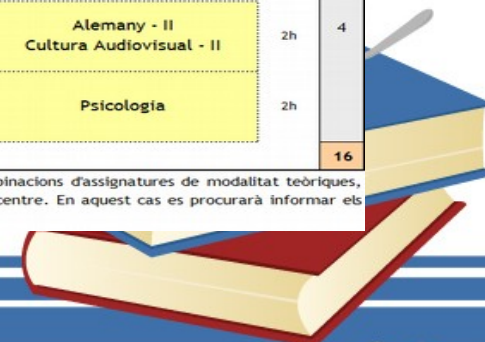 Alemany - II
Cultura Audiovisual - II
2h
4
Psicologia
2h
16
d'assignatures de modalitat teòriques,
centre. En aquest cas es procurarà informar els